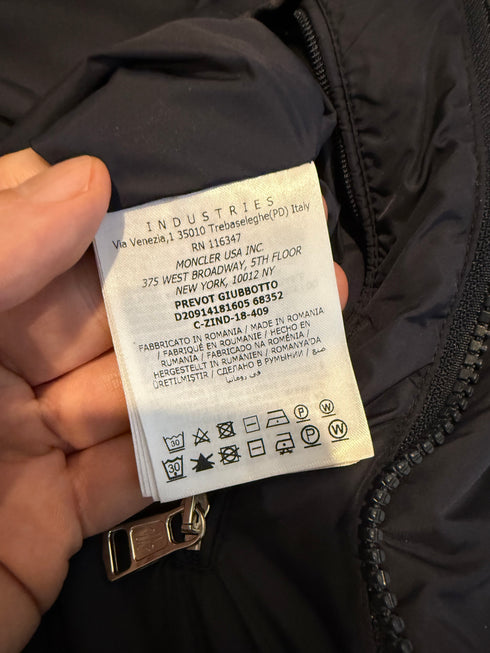 INDUSTRIES
Via Venezia,1 35010 Trebaseleghe(PD) Italy
RN 116347
MONCLER USA INC.
375 WEST BROADWAY, 5TH FLOOR
NEW YORK, 10012 NY
PREVOT GIUBBOTTO
D20914181605 68352
C-ZIND-18-409
FABBRICATO IN ROMANIA / MADE IN ROMANIA
/ FABRIQUÉ EN ROUMANIE / HECHO EN
RUMANIA / FABRICADO NA ROMÉNIA /
HERGESTELLT IN RUMÄNIEN / ROMANYA'DA
ÜRETILMIŞTIR / СДЕЛАНО В РУМЫНИИ / صنع
في رومانيا
30 P W
30 P W